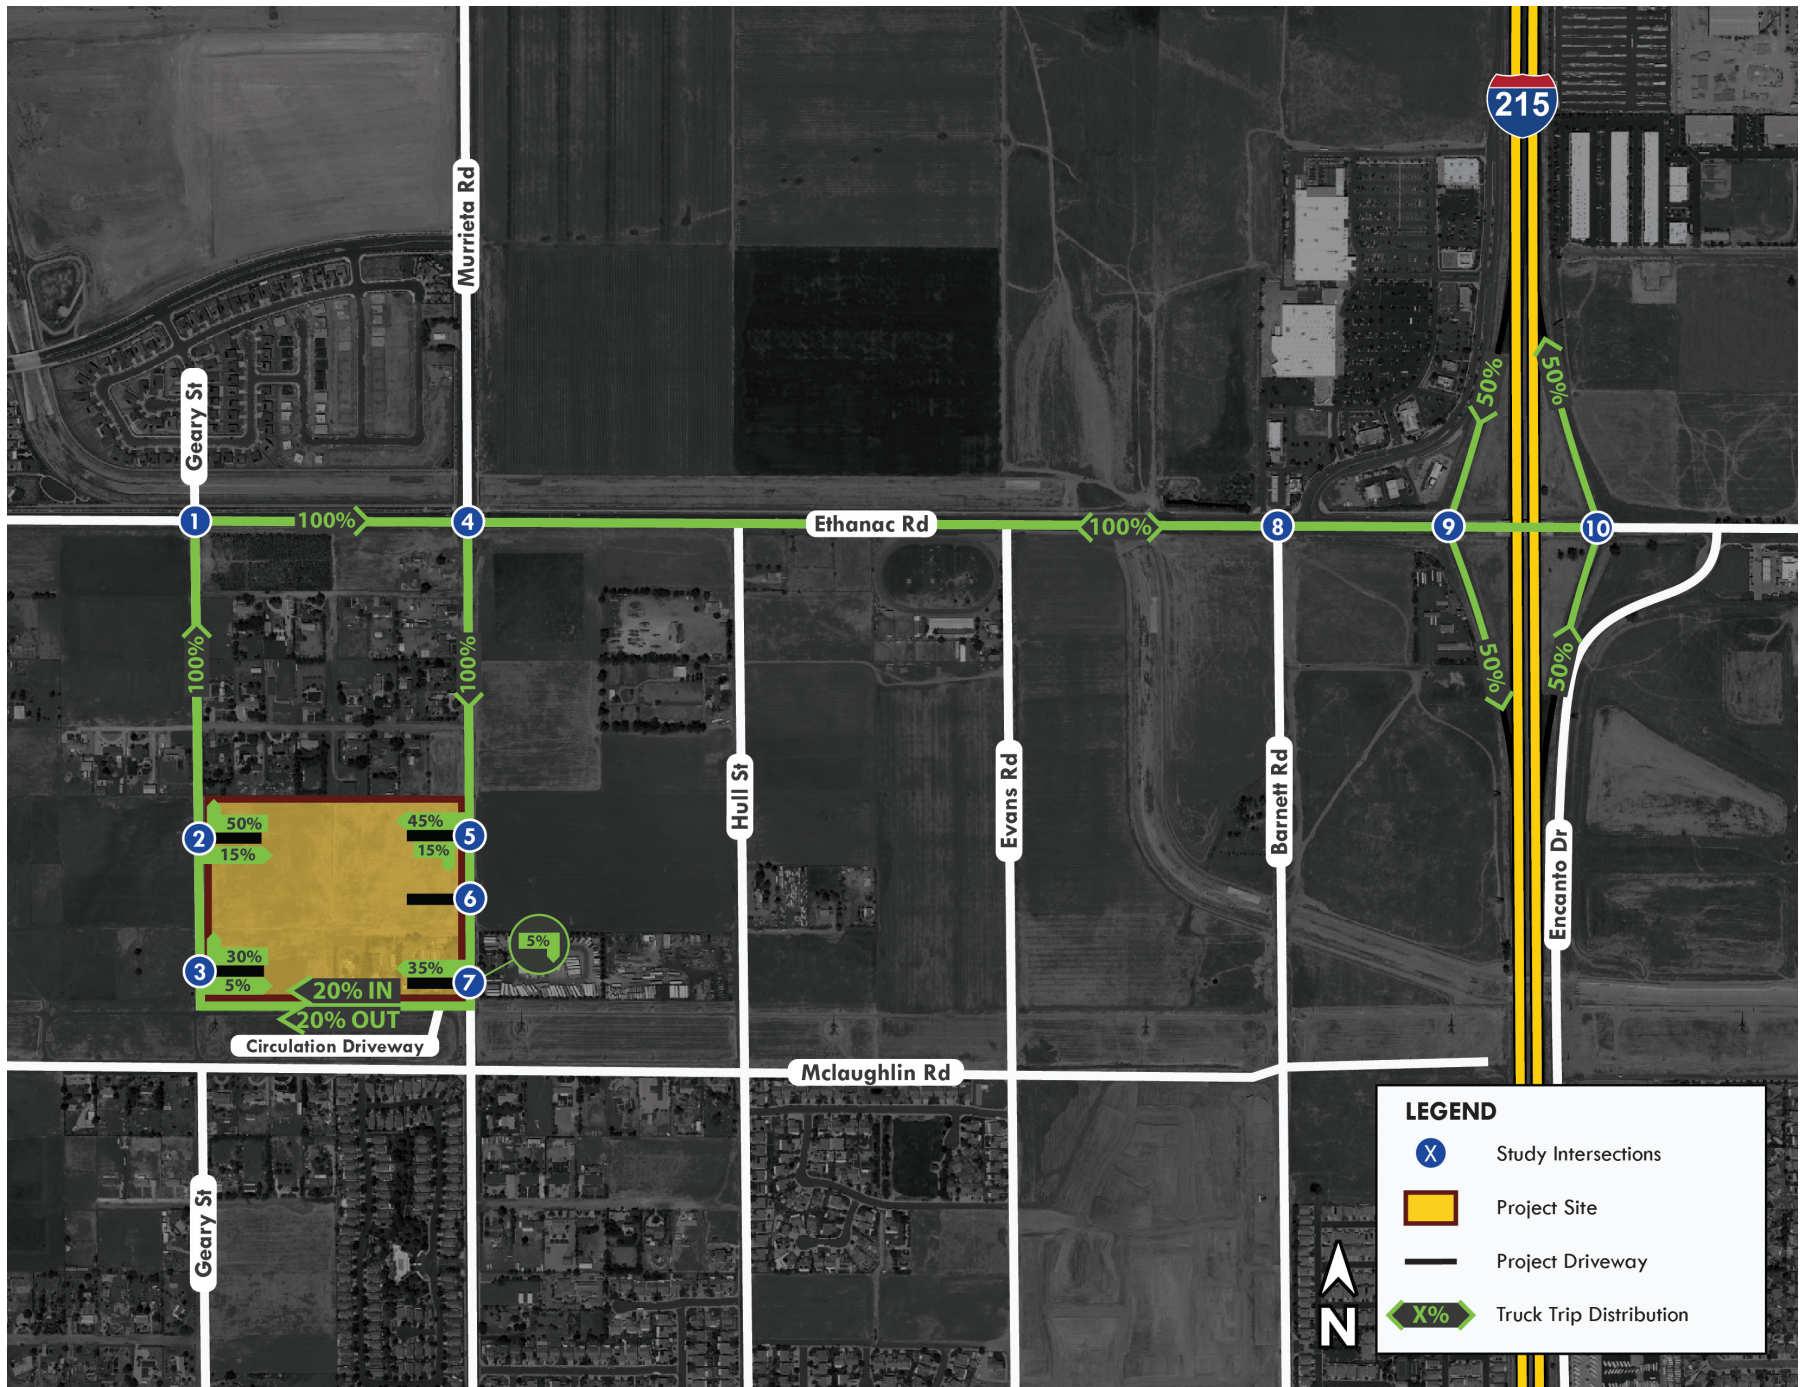 215
Murrieta Rd
Geary St
50%
50%
1
100%
4
Ethanac Rd
100%
8
9
10
100%
100%
50%
50%
Hull St
Evans Rd
Barnett Rd
Encanto Dr
2
50%
15%
45%
15%
5
6
3
30%
5%
35%
7
5%
20% IN
20% OUT
Circulation Driveway
Mclaughlin Rd
Geary St
LEGEND
X Study Intersections
Project Site
Project Driveway
X% Truck Trip Distribution
N